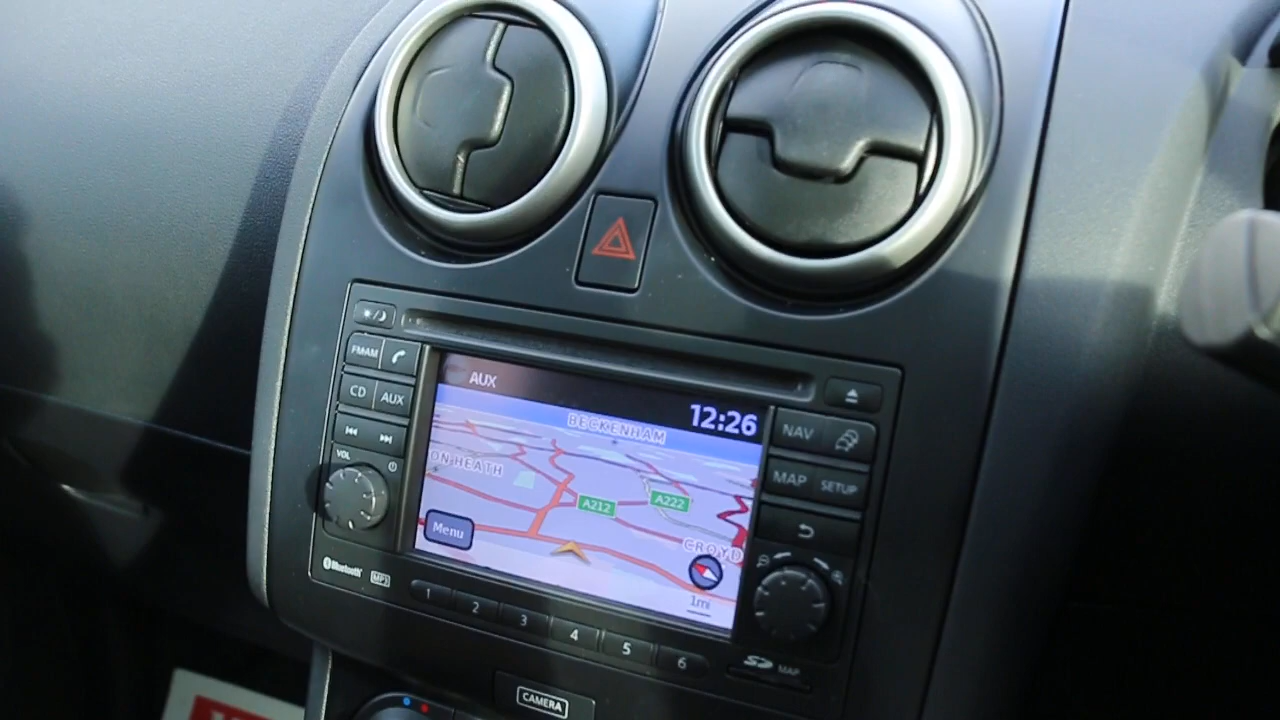 FM·AM
CD AUX
VOL
AUX
12:26
BECKENHAM
ON HEATH
A212
A222
CROYD
Menu
1mi
NAV
MAP SETUP
Bluetooth MP3
1 2 3 4 5 6
SD MAP
CAMERA